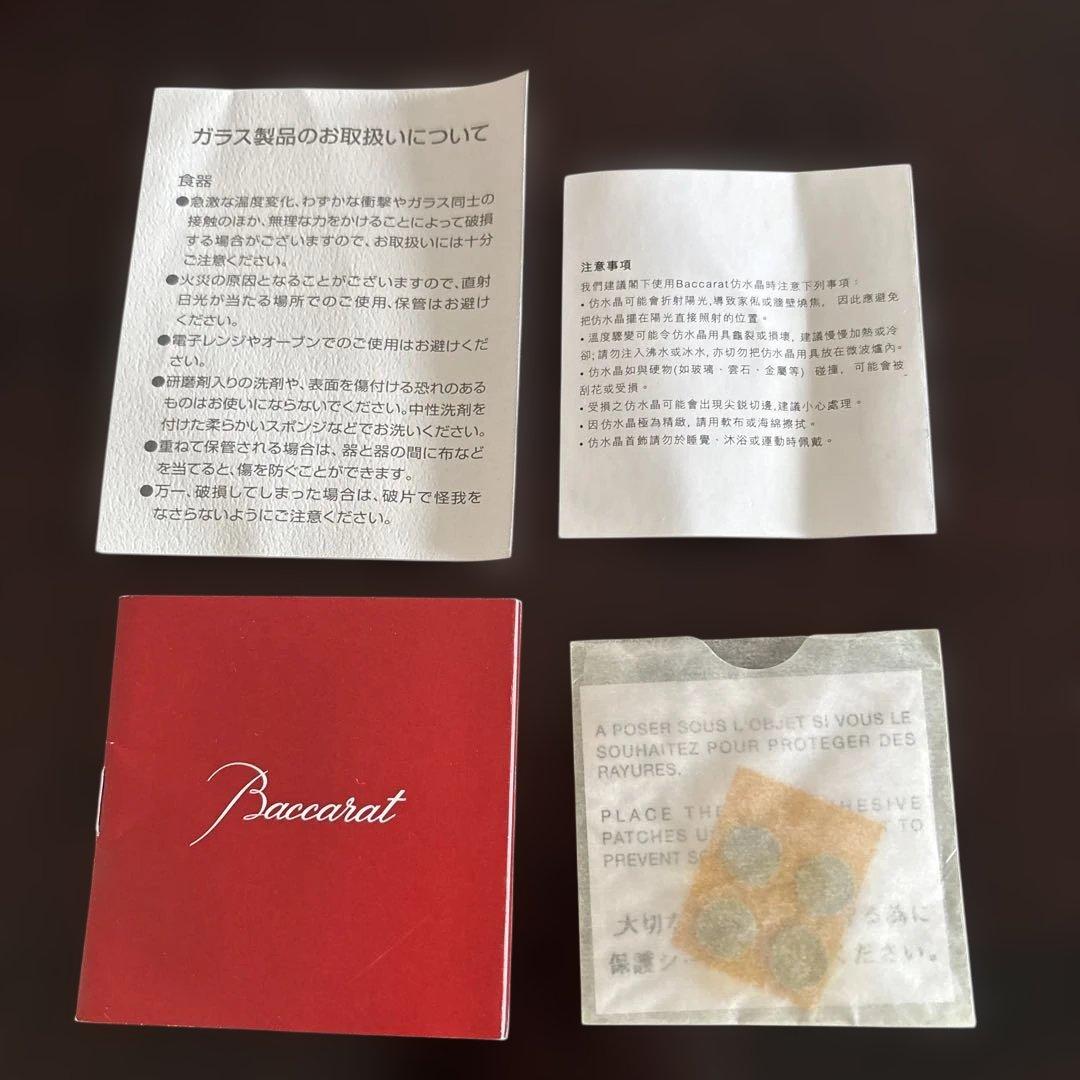 ガラス製品のお取扱いについて
食器
●急激な温度変化、わずかな衝撃やガラス同士の
接触のほか、無理な力をかけることによって破損
する場合がございますので、お取扱いには十分
ご注意ください。
●火災の原因となることがございますので、直射
日光が当たる場所でのご使用、保管はお避け
ください。
●電子レンジやオーブンでのご使用はお避けくだ
さい。
●研磨剤入りの洗剤や、表面を傷付ける恐れのある
ものはお使いにならないでください。中性洗剤を
付けた柔らかいスポンジなどでお洗いください。
●重ねて保管される場合は、器と器の間に布など
を当てると、傷を防ぐことができます。
●万一、破損してしまった場合は、破片で怪我を
なさらないようにご注意ください。
注意事項
我們建議閣下使用Baccarat仿水晶時注意下列事項：
• 仿水晶可能會折射陽光,導致家俬或牆壁燒焦， 因此應避免
把仿水晶擺在陽光直接照射的位置。
• 溫度驟變可能令仿水晶用具龜裂或損壞, 建議慢慢加熱或冷
卻;請勿注入沸水或冰水, 亦切勿把仿水晶用具放在微波爐內。
• 仿水晶如與硬物(如玻璃、雲石、金屬等) 碰撞， 可能會被
刮花或受損。
• 受損之仿水晶可能會出現尖鋭切邊,建議小心處理。
• 因仿水晶極為精緻, 請用軟布或海綿擦拭。
• 仿水晶首飾請勿於睡覺、沐浴或運動時佩戴。
Baccarat
A POSER SOUS L'OBJET SI VOUS LE
SOUHAITEZ POUR PROTEGER DES
RAYURES.
PLACE
PATCHES TO
PREVENT
大切 る為に
保護 ください。